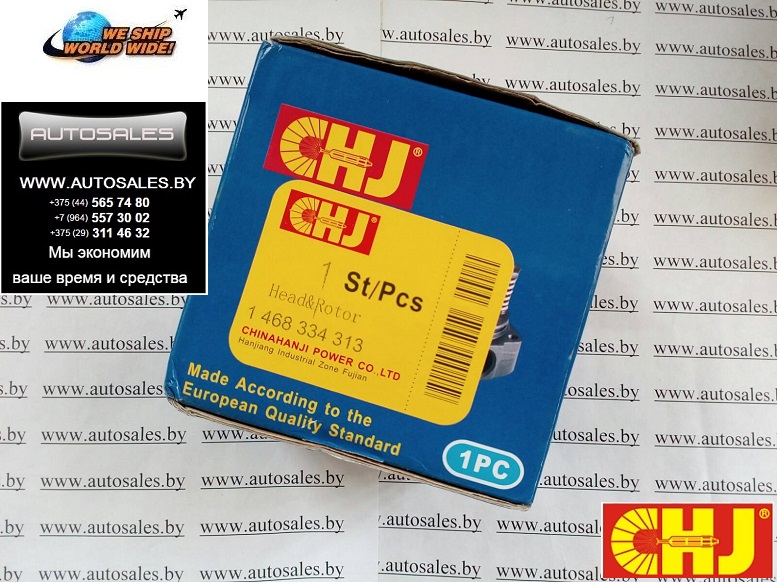 WE SHIP
WORLD WIDE!
AUTOSALES
WWW.AUTOSALES.BY
+375 (44) 565 74 80
+7 (964) 557 30 02
+375 (29) 311 4 632
Мы экономим
ваше время и средства
CHJ®
CHJ®
1 St/Pcs
Head&Rotor
1 468 334 313
CHINAHANJI POWER CO.,LTD
Hanjiang Industrial Zone Fujian
Made According to the
European Quality Standard
1PC
www.autosales.by
CHJ®